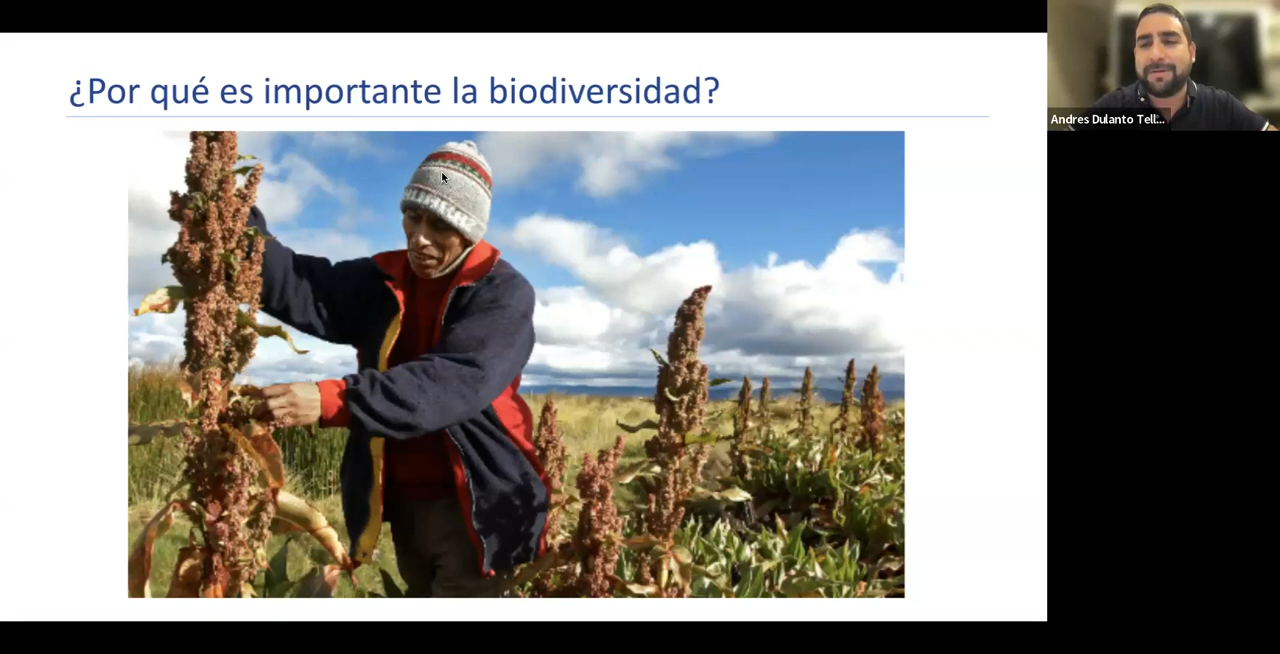 ¿Por qué es importante la biodiversidad?
Andres Dulanto Tell...